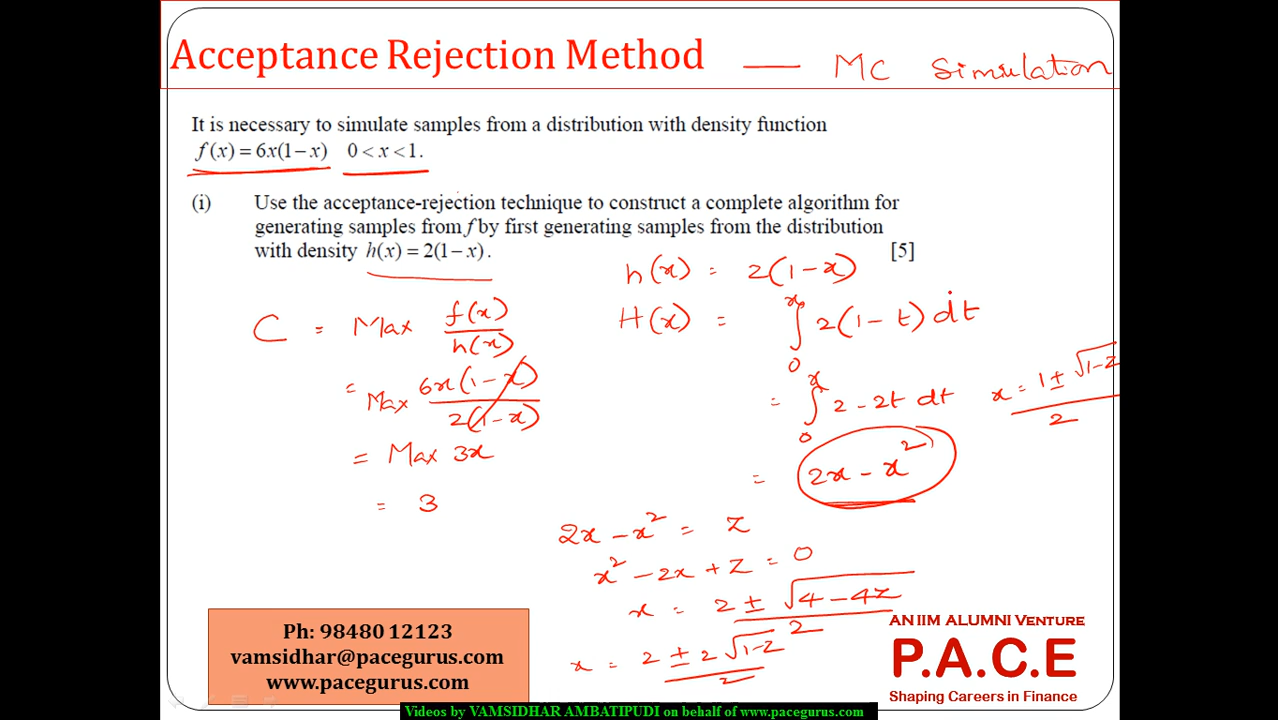 Acceptance Rejection Method — MC Simulation
It is necessary to simulate samples from a distribution with density function
f(x) = 6x(1−x) 0 < x < 1.
(i) Use the acceptance-rejection technique to construct a complete algorithm for
generating samples from f by first generating samples from the distribution
with density h(x) = 2(1−x). [5]
C = Max f(x)/h(x)
= Max 6x(1−x)/2(1−x)
= Max 3x
= 3
h(x) = 2(1−x)
H(x) = ∫₀ˣ 2(1−t) dt
= ∫₀ˣ 2−2t dt
= 2x − x²
x = 1 ± √1−z / 2
2x − x² = z
x² − 2x + z = 0
x = 2 ± √4−4z / 2
x = 2 ± 2√1−z / 2
Ph: 98480 12123
vamsidhar@pacegurus.com
www.pacegurus.com
AN IIM ALUMNI VENTURE
P.A.C.E
Shaping Careers in Finance
Videos by VAMSIDHAR AMBATIPUDI on behalf of www.pacegurus.com